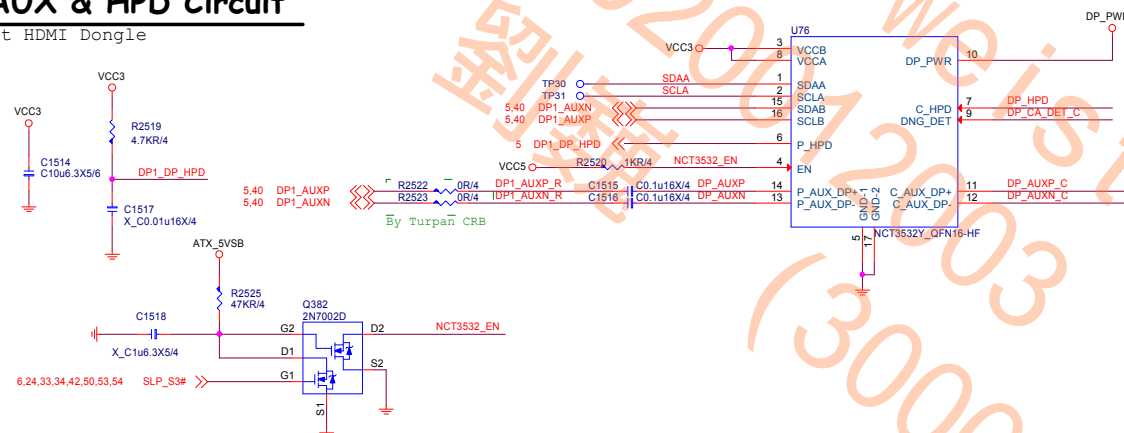 AUX & HPD Circuit
t HDMI Dongle
VCC3
VCC3
R2519
4.7KR/4
C1514
C10u6.3X5/6
DP1_DP_HPD
C1517
X_C0.01u16X/4
VCC3
TP30
TP31
SDAA
SCLA
5,40 DP1_AUXN
5,40 DP1_AUXP
5 DP1_DP_HPD
VCC5
R2520 1KR/4 NCT3532_EN
5,40 DP1_AUXP
5,40 DP1_AUXN
R2522 0R/4 DP1_AUXP_R C1515 C0.1u16X/4 DP_AUXP
R2523 0R/4 DP1_AUXN_R C1516 C0.1u16X/4 DP_AUXN
By Turpan CRB
U76
3 VCCB
8 VCCA
1 SDAA
2 SCLA
15 SDAB
16 SCLB
6 P_HPD
4 EN
14 P_AUX_DP+
13 P_AUX_DP-
DP_PWR 10
C_HPD 7 DP_HPD
DNG_DET 9 DP_CA_DET_C
C_AUX_DP+ 11 DP_AUXP_C
C_AUX_DP- 12 DP_AUXN_C
GND-1
GND-2
5
17
NCT3532Y_QFN16-HF
DP_PW
ATX_5VSB
R2525
47KR/4
C1518
X_C1u6.3X5/4
Q382
2N7002D
G2
D1
G1
S1
D2
S2
NCT3532_EN
6,24,33,34,42,50,53,54 SLP_S3#
weist
2003
(3000